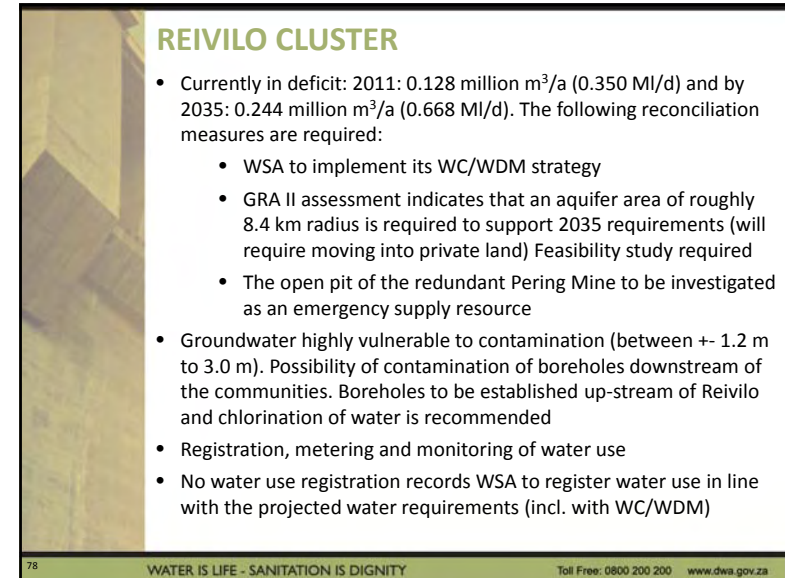 REIVILO CLUSTER
• Currently in deficit: 2011: 0.128 million m³/a (0.350 Ml/d) and by
2035: 0.244 million m³/a (0.668 Ml/d). The following reconciliation
measures are required:
• WSA to implement its WC/WDM strategy
• GRA II assessment indicates that an aquifer area of roughly
8.4 km radius is required to support 2035 requirements (will
require moving into private land) Feasibility study required
• The open pit of the redundant Pering Mine to be investigated
as an emergency supply resource
• Groundwater highly vulnerable to contamination (between +- 1.2 m
to 3.0 m). Possibility of contamination of boreholes downstream of
the communities. Boreholes to be established up-stream of Reivilo
and chlorination of water is recommended
• Registration, metering and monitoring of water use
• No water use registration records WSA to register water use in line
with the projected water requirements (incl. with WC/WDM)
78 WATER IS LIFE - SANITATION IS DIGNITY Toll Free: 0800 200 200 www.dwa.gov.za